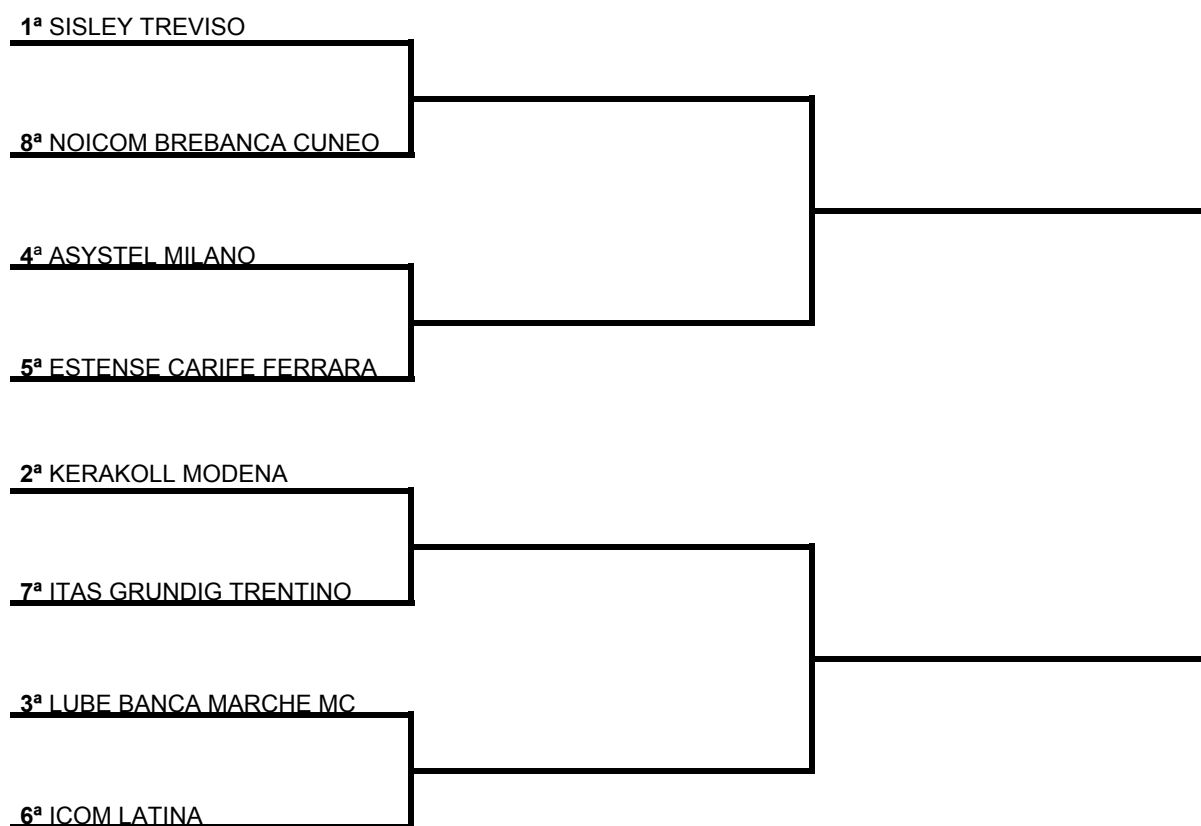 1ª SISLEY TREVISO
8ª NOICOM BREBANCA CUNEO
4ª ASYSTEL MILANO
5ª ESTENSE CARIFE FERRARA
2ª KERAKOLL MODENA
7ª ITAS GRUNDIG TRENTINO
3ª LUBE BANCA MARCHE MC
6ª ICOM LATINA